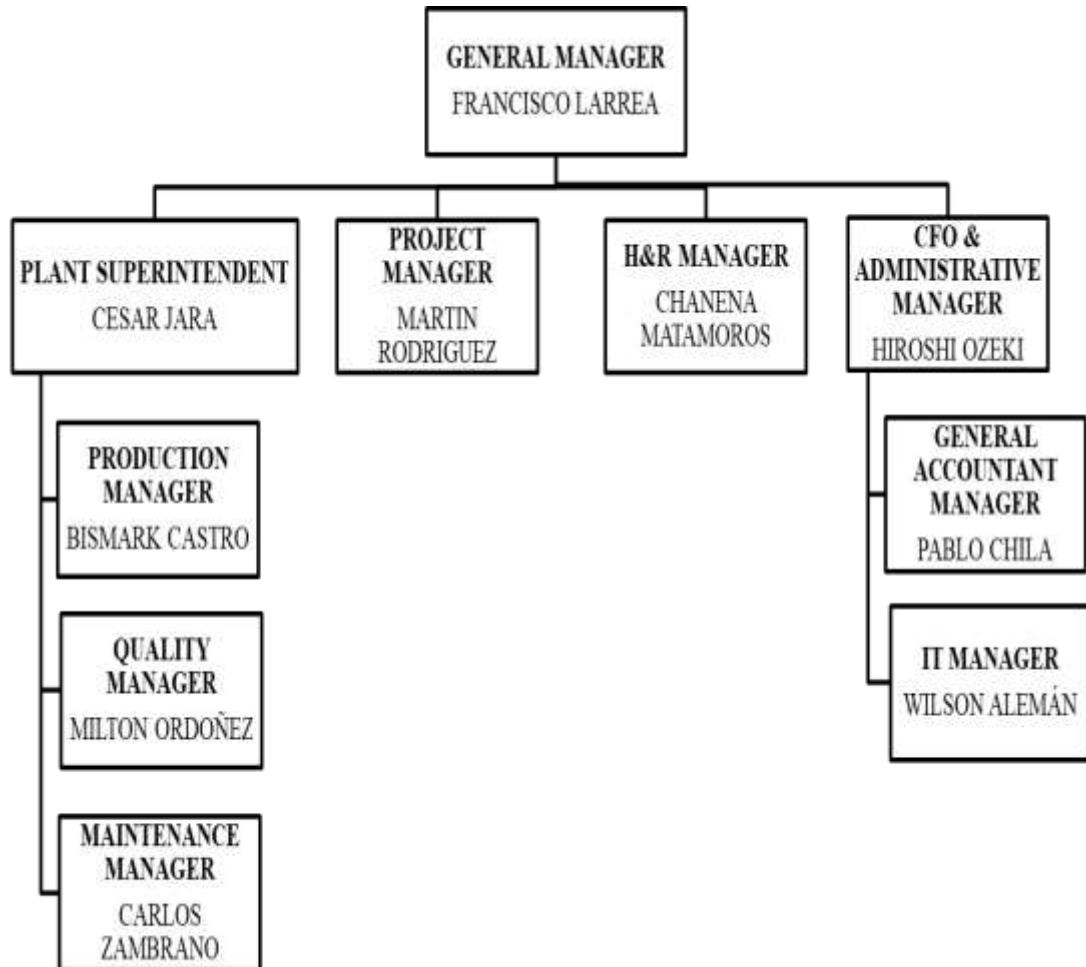 GENERAL MANAGER
FRANCISCO LARREA
PLANT SUPERINTENDENT
CESAR JARA
PROJECT
MANAGER
MARTIN
RODRIGUEZ
H&R MANAGER
CHANENA
MATAMOROS
CFO &
ADMINISTRATIVE
MANAGER
HIROSHI OZEKI
PRODUCTION
MANAGER
BISMARK CASTRO
QUALITY
MANAGER
MILTON ORDOÑEZ
MAINTENANCE
MANAGER
CARLOS
ZAMBRANO
GENERAL
ACCOUNTANT
MANAGER
PABLO CHILA
IT MANAGER
WILSON ALEMÁN